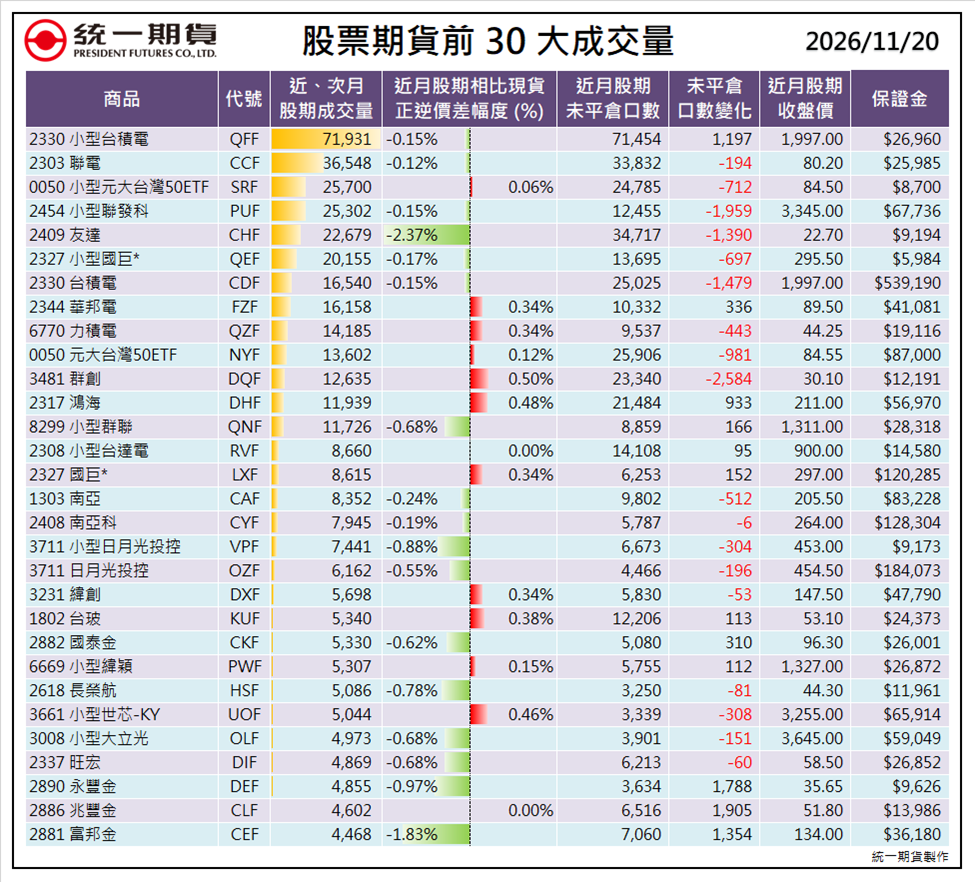 統一期貨
PRESIDENT FUTURES CO., LTD.
股票期貨前 30 大成交量
2026/11/20
商品 代號 近、次月股期成交量 近月股期相比現貨正逆價差幅度 (%) 近月股期未平倉口數 未平倉口數變化 近月股期收盤價 保證金
2330 小型台積電 QFF 71,931 -0.15% 71,454 1,197 1,997.00 $26,960
2303 聯電 CCF 36,548 -0.12% 33,832 -194 80.20 $25,985
0050 小型元大台灣50ETF SRF 25,700 0.06% 24,785 -712 84.50 $8,700
2454 小型聯發科 PUF 25,302 -0.15% 12,455 -1,959 3,345.00 $67,736
2409 友達 CHF 22,679 -2.37% 34,717 -1,390 22.70 $9,194
2327 小型國巨* QEF 20,155 -0.17% 13,695 -697 295.50 $5,984
2330 台積電 CDF 16,540 -0.15% 25,025 -1,479 1,997.00 $539,190
2344 華邦電 FZF 16,158 0.34% 10,332 336 89.50 $41,081
6770 力積電 QZF 14,185 0.34% 9,537 -443 44.25 $19,116
0050 元大台灣50ETF NYF 13,602 0.12% 25,906 -981 84.55 $87,000
3481 群創 DQF 12,635 0.50% 23,340 -2,584 30.10 $12,191
2317 鴻海 DHF 11,939 0.48% 21,484 933 211.00 $56,970
8299 小型群聯 QNF 11,726 -0.68% 8,859 166 1,311.00 $28,318
2308 小型台達電 RVF 8,660 0.00% 14,108 95 900.00 $14,580
2327 國巨* LXF 8,615 0.34% 6,253 152 297.00 $120,285
1303 南亞 CAF 8,352 -0.24% 9,802 -512 205.50 $83,228
2408 南亞科 CYF 7,945 -0.19% 5,787 -6 264.00 $128,304
3711 小型日月光投控 VPF 7,441 -0.88% 6,673 -304 453.00 $9,173
3711 日月光投控 OZF 6,162 -0.55% 4,466 -196 454.50 $184,073
3231 緯創 DXF 5,698 0.34% 5,830 -53 147.50 $47,790
1802 台玻 KUF 5,340 0.38% 12,206 113 53.10 $24,373
2882 國泰金 CKF 5,330 -0.62% 5,080 310 96.30 $26,001
6669 小型緯穎 PWF 5,307 0.15% 5,755 112 1,327.00 $26,872
2618 長榮航 HSF 5,086 -0.78% 3,250 -81 44.30 $11,961
3661 小型世芯-KY UOF 5,044 0.46% 3,339 -308 3,255.00 $65,914
3008 小型大立光 OLF 4,973 -0.68% 3,901 -151 3,645.00 $59,049
2337 旺宏 DIF 4,869 -0.68% 6,213 -60 58.50 $26,852
2890 永豐金 DEF 4,855 -0.97% 3,634 1,788 35.65 $9,626
2886 兆豐金 CLF 4,602 0.00% 6,516 1,905 51.80 $13,986
2881 富邦金 CEF 4,468 -1.83% 7,060 1,354 134.00 $36,180
統一期貨製作